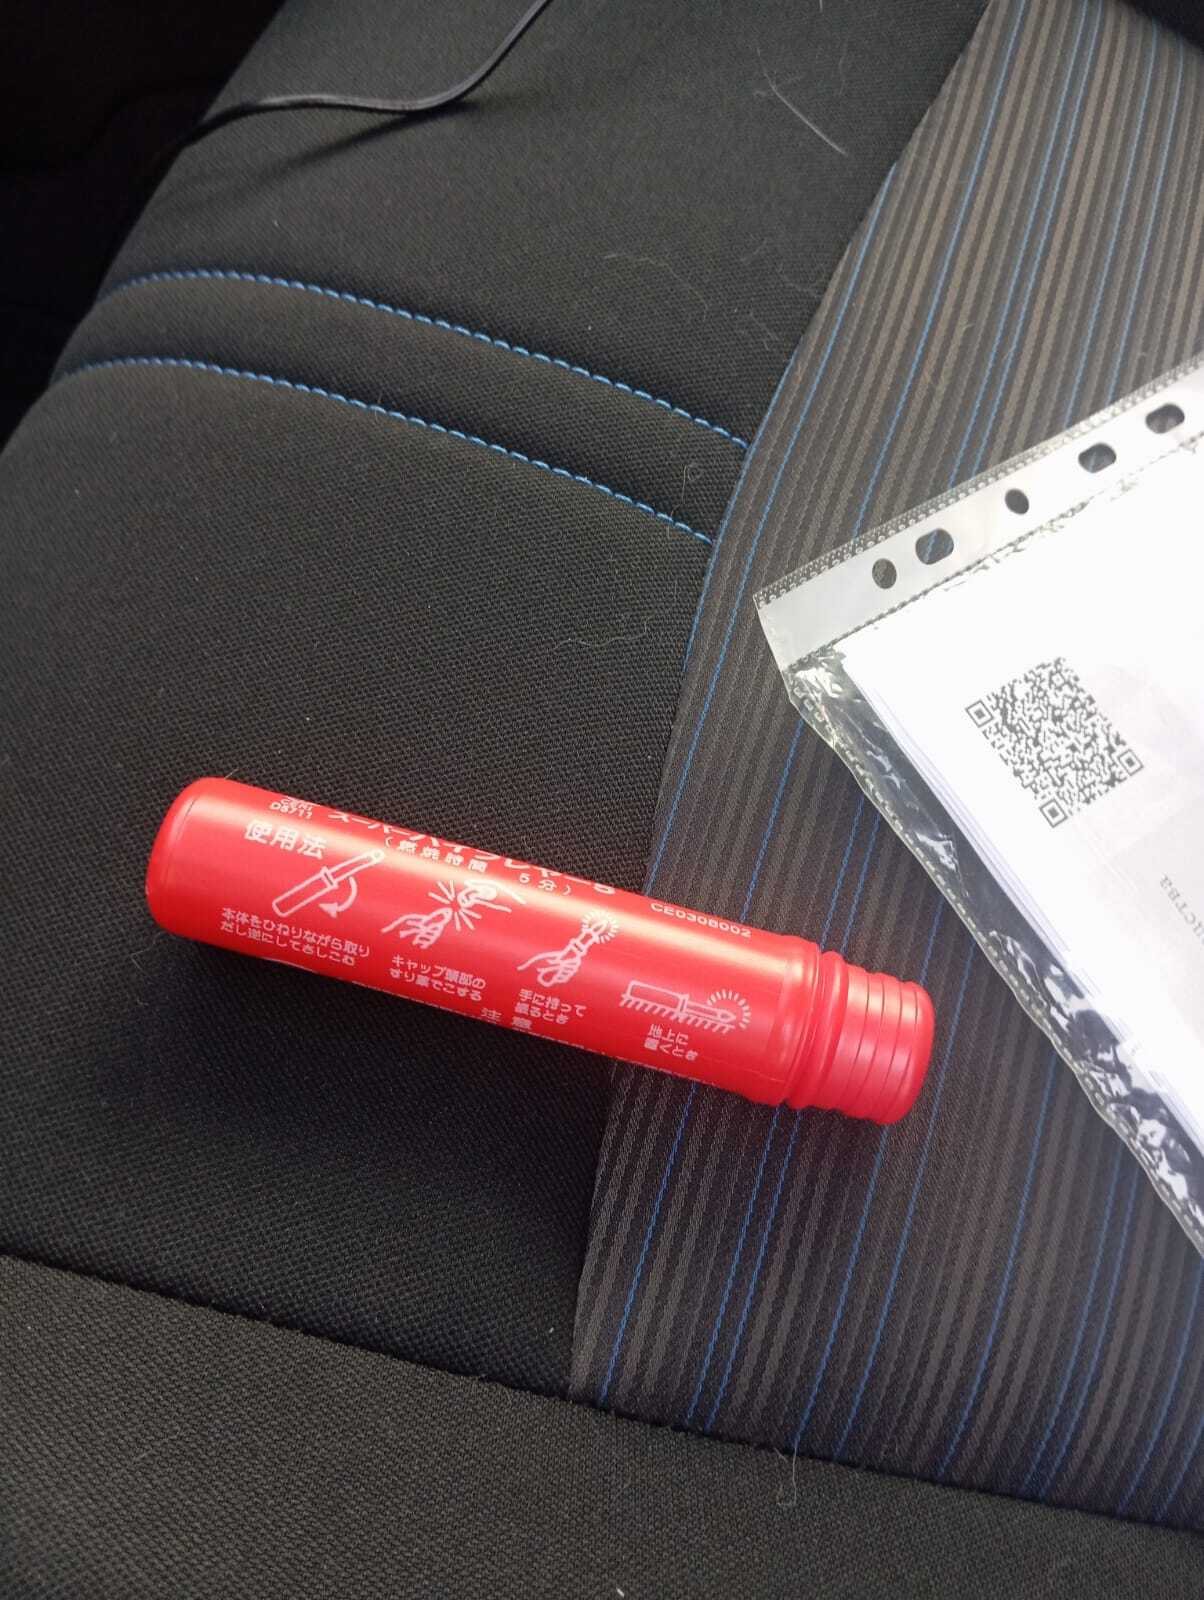 CERT.
D8711
スーパーハイフレヤー5
(燃焼時間 5分)
CE0308002
使用法
本体をひねりながら取り
だし逆にしてさしこむ
キャップ頭部の
すり薬でこする
手に持って
振るとき
路上に
置くとき
注 意